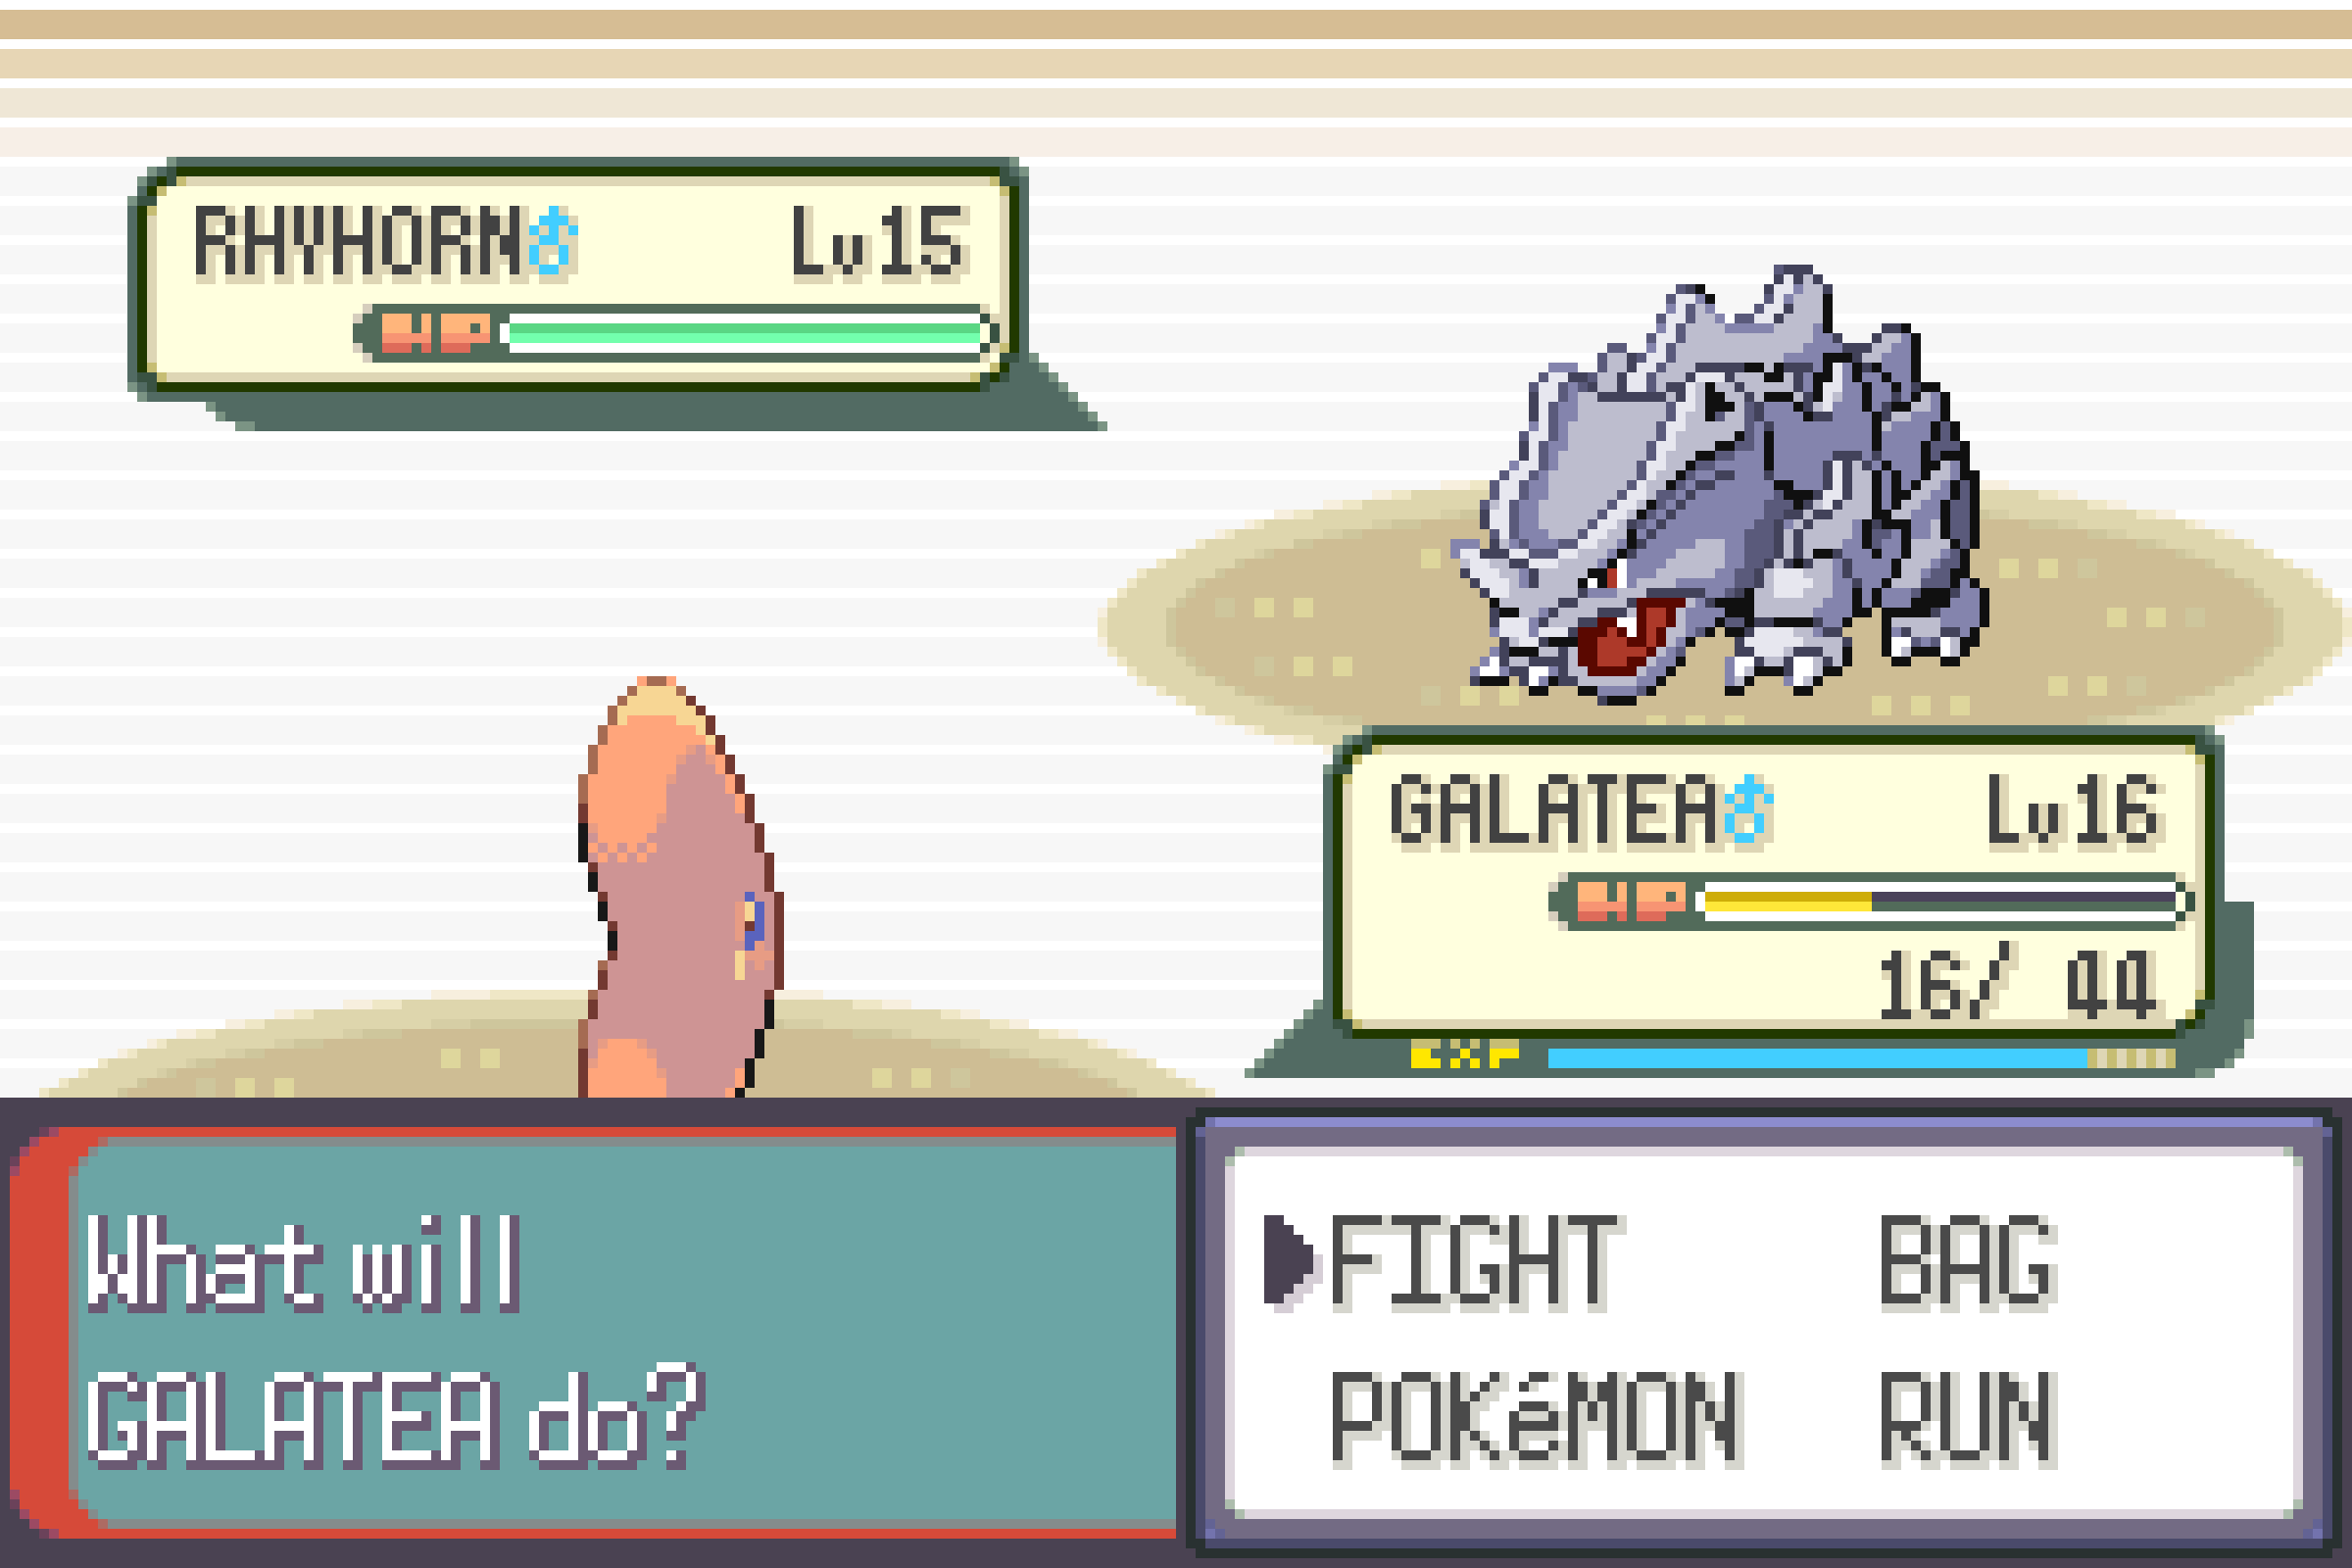 RHYHORN♂ Lv15
HP
GALATEA♂ Lv16
HP
16/ 44
EXP
What will
GALATEA do?
FIGHT BAG
POKéMON RUN